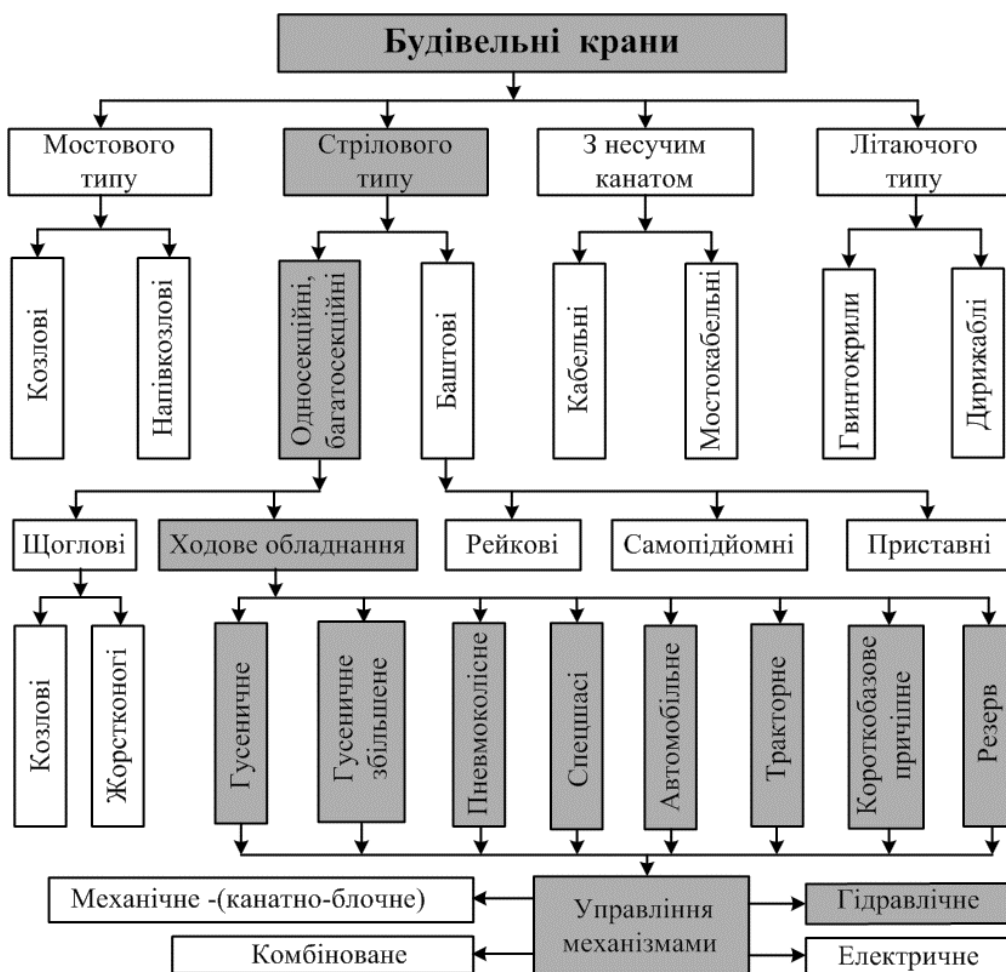 Будівельні крани
Мостового
типу
Стрілового
типу
З несучим
канатом
Літаючого
типу
Козлові
Напівкозлові
Односекційні,
багатосекційні
Баштові
Кабельні
Мостокабельні
Гвинтокрили
Дирижаблі
Щоглові
Ходове обладнання
Рейкові
Самопідйомні
Приставні
Козлові
Жорстконогі
Гусеничне
Гусеничне
збільшене
Пневмоколісне
Спецшасі
Автомобільне
Тракторне
Короткобазове
причіпне
Резерв
Механічне -(канатно-блочне)
Управління
механізмами
Гідравлічне
Комбіноване
Електричне